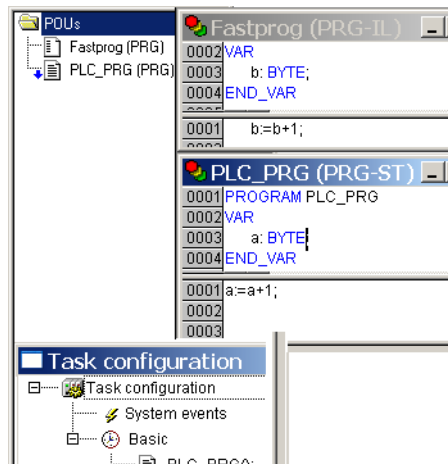 POUs
Fastprog (PRG)
PLC_PRG (PRG)
Fastprog (PRG-IL)
0002 VAR
0003 b: BYTE;
0004 END_VAR
0001 b:=b+1;
PLC_PRG (PRG-ST)
0001 PROGRAM PLC_PRG
0002 VAR
0003 a: BYTE;
0004 END_VAR
0001 a:=a+1;
0002
0003
Task configuration
Task configuration
System events
Basic
PLC_PRG();